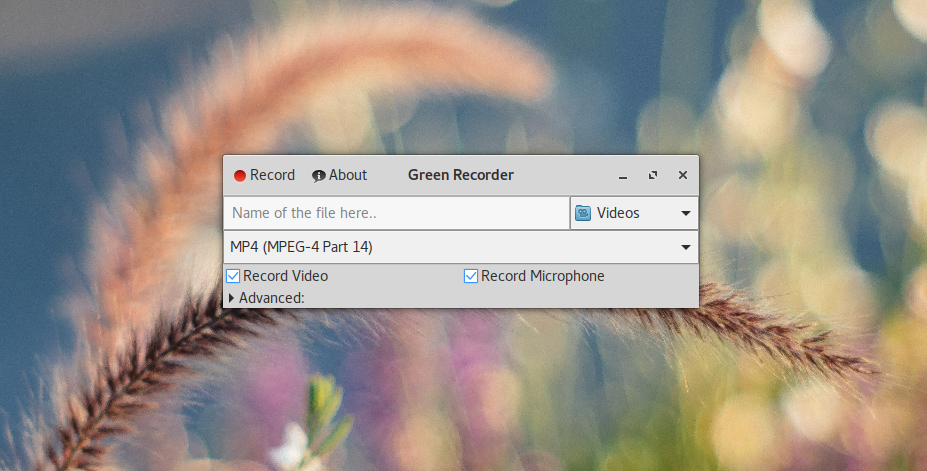 Record About Green Recorder
Name of the file here.. Videos
MP4 (MPEG-4 Part 14)
Record Video Record Microphone
Advanced: